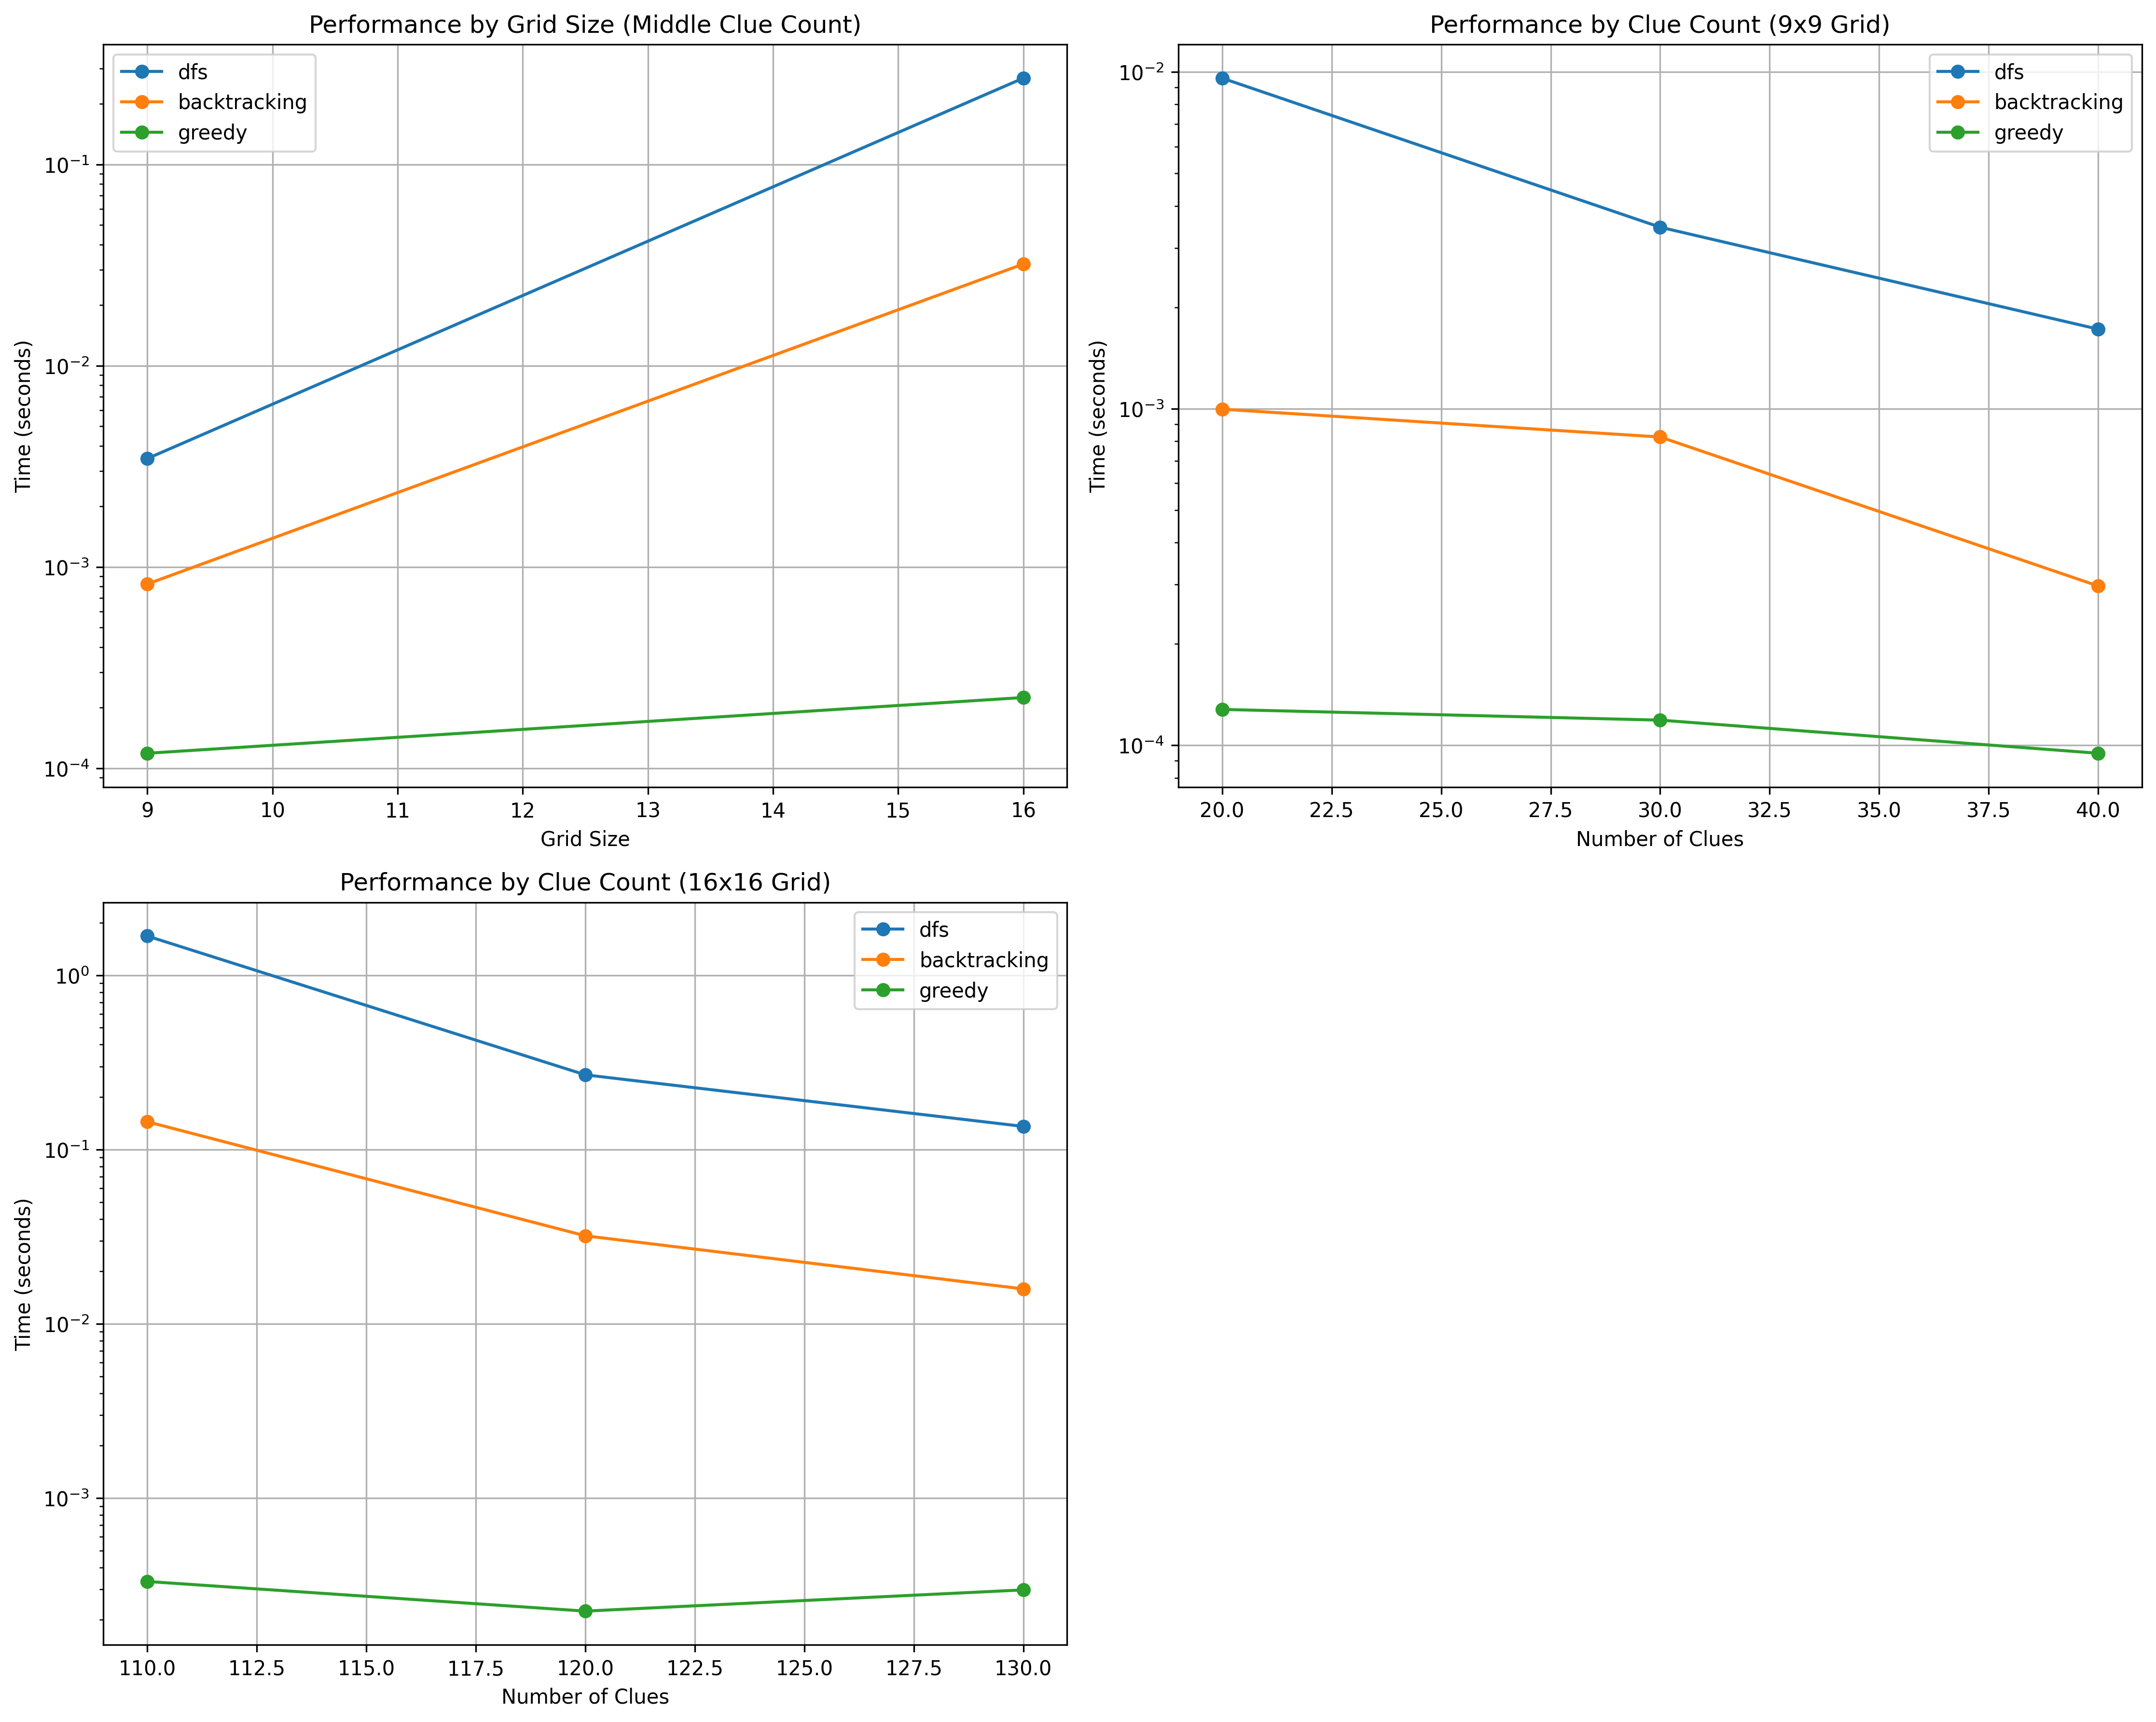 Performance by Grid Size (Middle Clue Count)
dfs
backtracking
greedy
Time (seconds)
10⁻¹
10⁻²
10⁻³
10⁻⁴
9 10 11 12 13 14 15 16
Grid Size
Performance by Clue Count (9x9 Grid)
dfs
backtracking
greedy
Time (seconds)
10⁻²
10⁻³
10⁻⁴
20.0 22.5 25.0 27.5 30.0 32.5 35.0 37.5 40.0
Number of Clues
Performance by Clue Count (16x16 Grid)
dfs
backtracking
greedy
Time (seconds)
10⁰
10⁻¹
10⁻²
10⁻³
110.0 112.5 115.0 117.5 120.0 122.5 125.0 127.5 130.0
Number of Clues